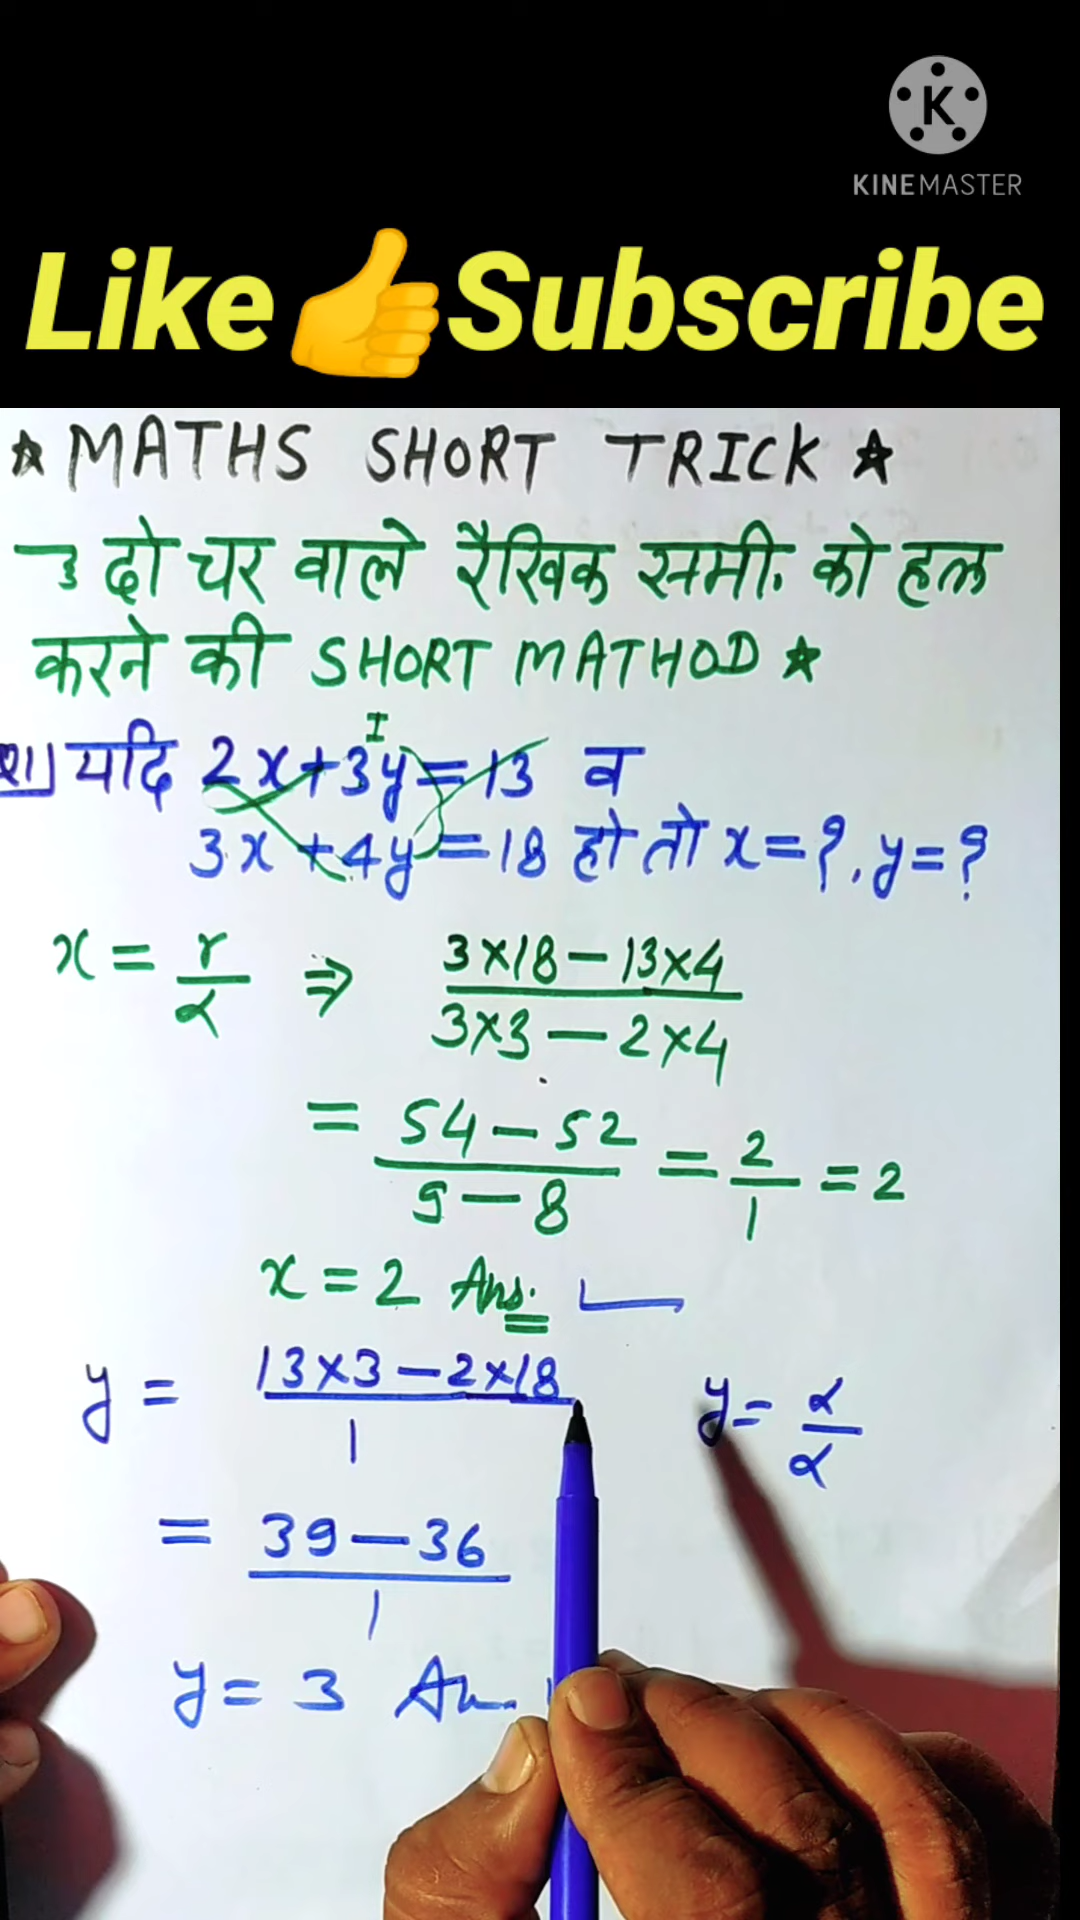 KINEMASTER
Like👍Subscribe
★ MATHS SHORT TRICK ★
दो चर वाले रैखिक समी. को हल
करने की SHORT MATHOD ★
I
यदि 2x+3y=13 व
3x+4y=18 हो तो x=?, y=?
x = r/α ⇒ 3×18−13×4 / 3×3−2×4
= 54−52 / 9−8 = 2/1 = 2
x = 2 Ans.
y = 13×3−2×18 / 1
y = α/α
= 39−36 / 1
y = 3 An